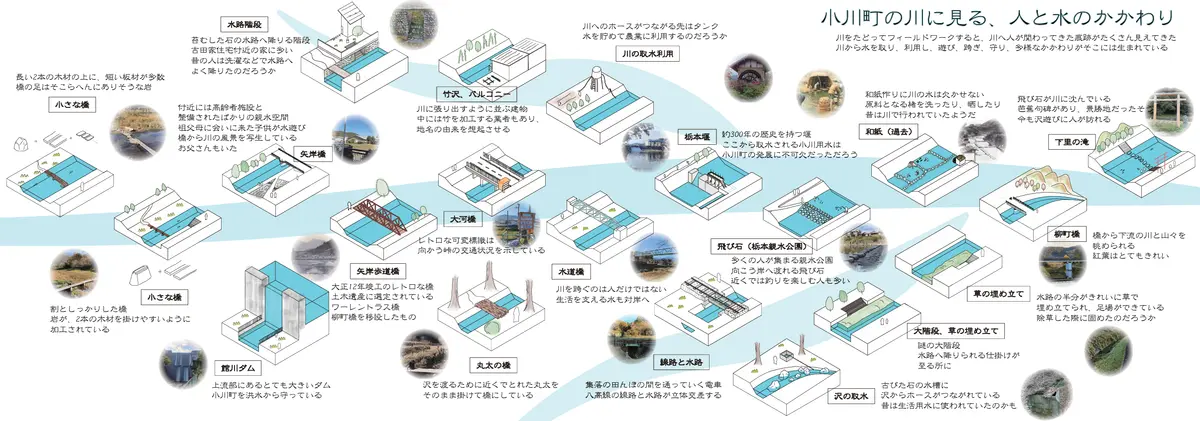 小川町の川に見る、人と水のかかわり
川をたどってフィールドワークすると、川へ人が関わってきた痕跡がたくさん見えてきた
川から水を取り、利用し、遊び、跨ぎ、守り、多様なかかわりがそこには生まれている
水路階段
苔むした石の水路へ降りる階段
古田家住宅付近の家に多い
昔の人は洗濯などで水路へ
よく降りたのだろうか
竹沢、バルコニー
川に張り出すように並ぶ建物
中には竹を加工する業者もあり、
地名の由来を想起させる
川へのホースがつながる先はタンク
水を貯めて農業に利用するのだろうか
川の取水利用
長い2本の木材の上に、短い板材が多数
橋の足はそこらへんにありそうな岩
小さな橋
付近には高齢者施設と
整備されたばかりの親水空間
祖父母に会いに来た子供が水遊び
橋から川の風景を写生している
お父さんもいた
矢岸橋
栃本堰
約300年の歴史を持つ堰
ここから取水される小川用水は
小川町の発展に不可欠だっただろう
和紙作りに川の水は欠かせない
原料となる楮を洗ったり、晒したり
昔は川で行われていたようだ
和紙（過去）
飛び石が川に沈んでいる
芭蕉句碑があり、景勝地だったそう
今も沢遊びに人が訪れる
下里の滝
小さな橋
割としっかりした橋
岩が、2本の木材を掛けやすいように
加工されている
矢岸歩道橋
大正12年竣工のレトロな橋
土木遺産に選定されている
ワーレントラス橋
柳町橋を移設したもの
大河橋
レトロな可変標識は
向かう峠の交通状況を示している
水道橋
川を跨ぐのは人だけではない
生活を支える水も対岸へ
飛び石（栃本親水公園）
多くの人が集まる親水公園
向こう岸へ渡れる飛び石
近くでは釣りを楽しむ人も多い
柳町橋
橋から下流の川と山々を
眺められる
紅葉はとてもきれい
館川ダム
上流部にあるとても大きいダム
小川町を洪水から守っている
丸太の橋
沢を渡るために近くでとれた丸太を
そのまま掛けて橋にしている
線路と水路
集落の田んぼの間を通っていく電車
八高線の線路と水路が立体交差する
大階段、草の埋め立て
謎の大階段
水路へ降りられる仕掛けが
至る所に
草の埋め立て
水路の半分がきれいに草で
埋め立てられ、足場ができている
除草した際に固めたのだろうか
沢の取水
古びた石の水槽に
沢からホースがつながれている
昔は生活用水に使われていたのかも